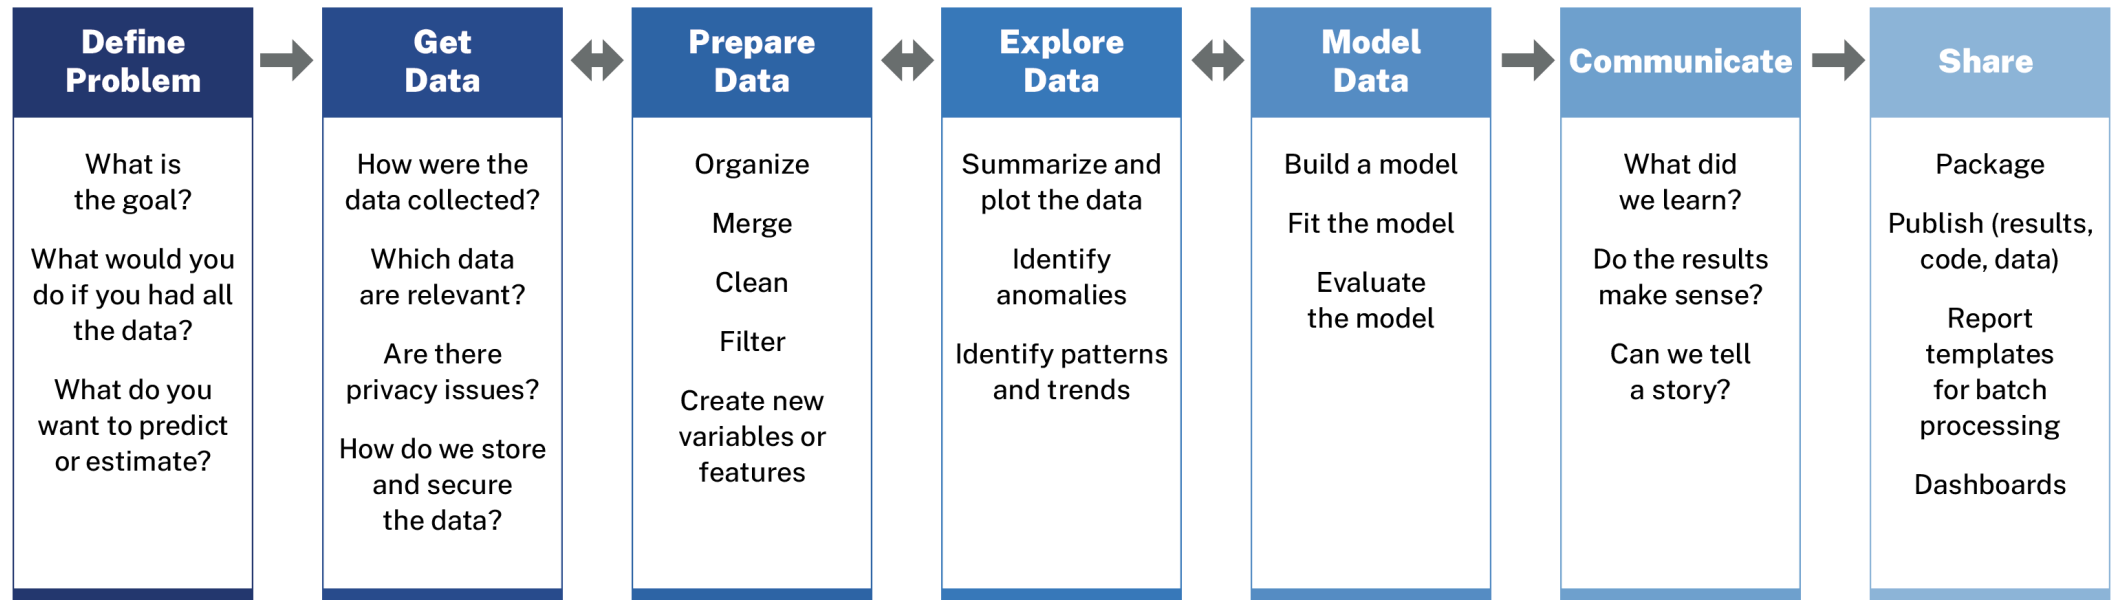 Define
Problem
What is
the goal?
What would you
do if you had all
the data?
What do you
want to predict
or estimate?
Get
Data
How were the
data collected?
Which data
are relevant?
Are there
privacy issues?
How do we store
and secure
the data?
Prepare
Data
Organize
Merge
Clean
Filter
Create new
variables or
features
Explore
Data
Summarize and
plot the data
Identify
anomalies
Identify patterns
and trends
Model
Data
Build a model
Fit the model
Evaluate
the model
Communicate
What did
we learn?
Do the results
make sense?
Can we tell
a story?
Share
Package
Publish (results,
code, data)
Report
templates
for batch
processing
Dashboards